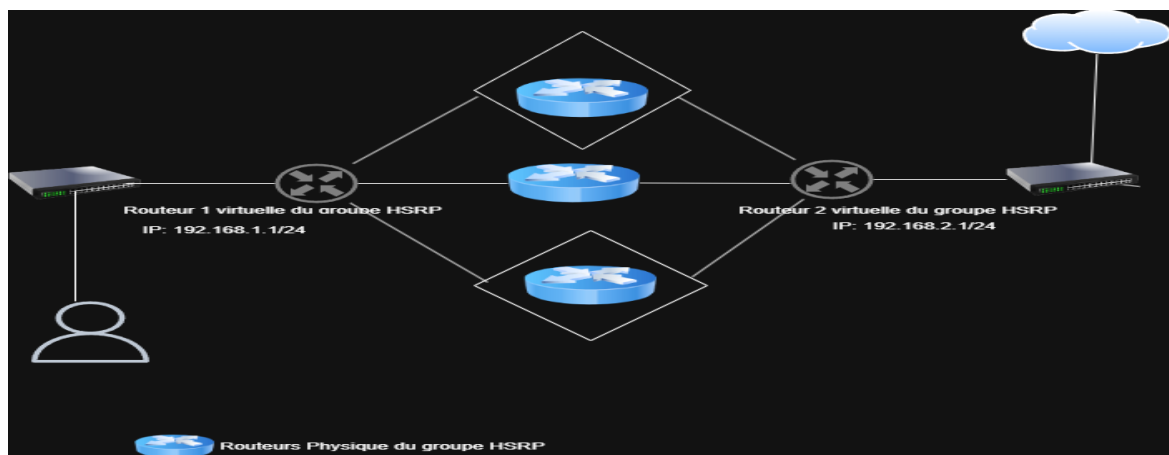 Routeur 1 virtuelle du groupe HSRP
IP: 192.168.1.1/24
Routeur 2 virtuelle du groupe HSRP
IP: 192.168.2.1/24
Routeurs Physique du groupe HSRP